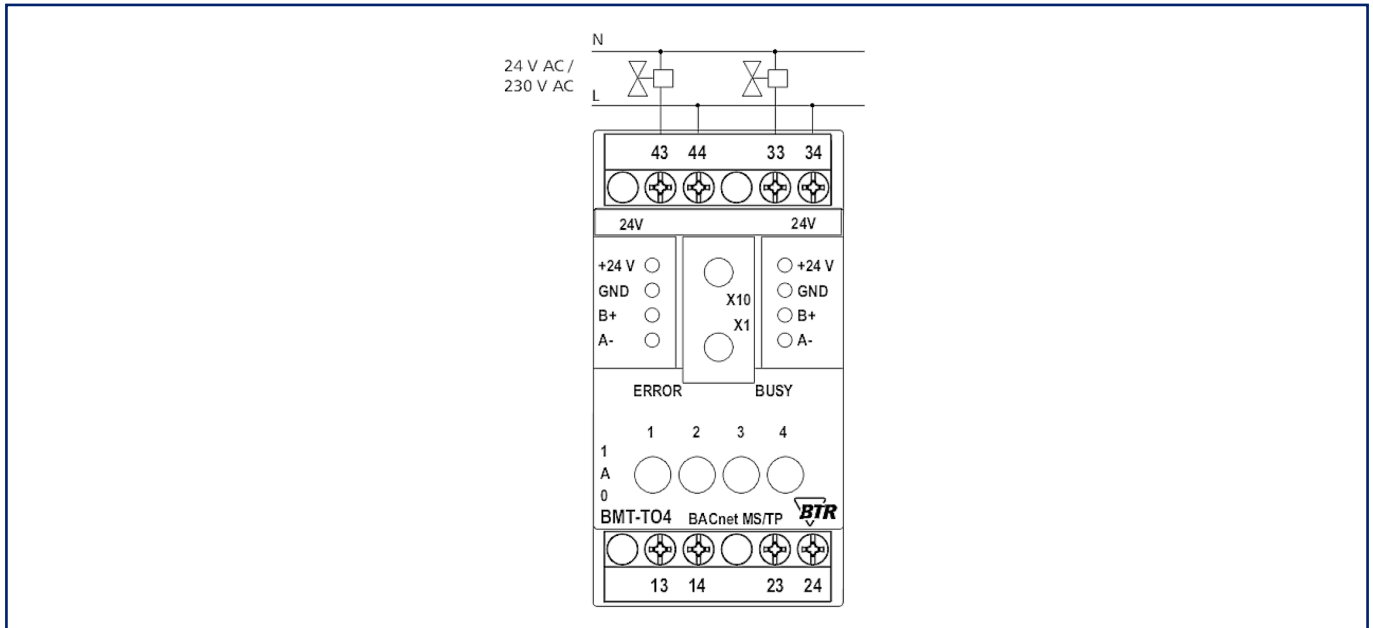 N
24 V AC /
230 V AC
L
43 44 33 34
24V 24V
+24 V +24 V
GND GND
B+ B+
A- A-
X10
X1
ERROR BUSY
1 2 3 4
1
A
0
BMT-TO4 BACnet MS/TP BTR
13 14 23 24